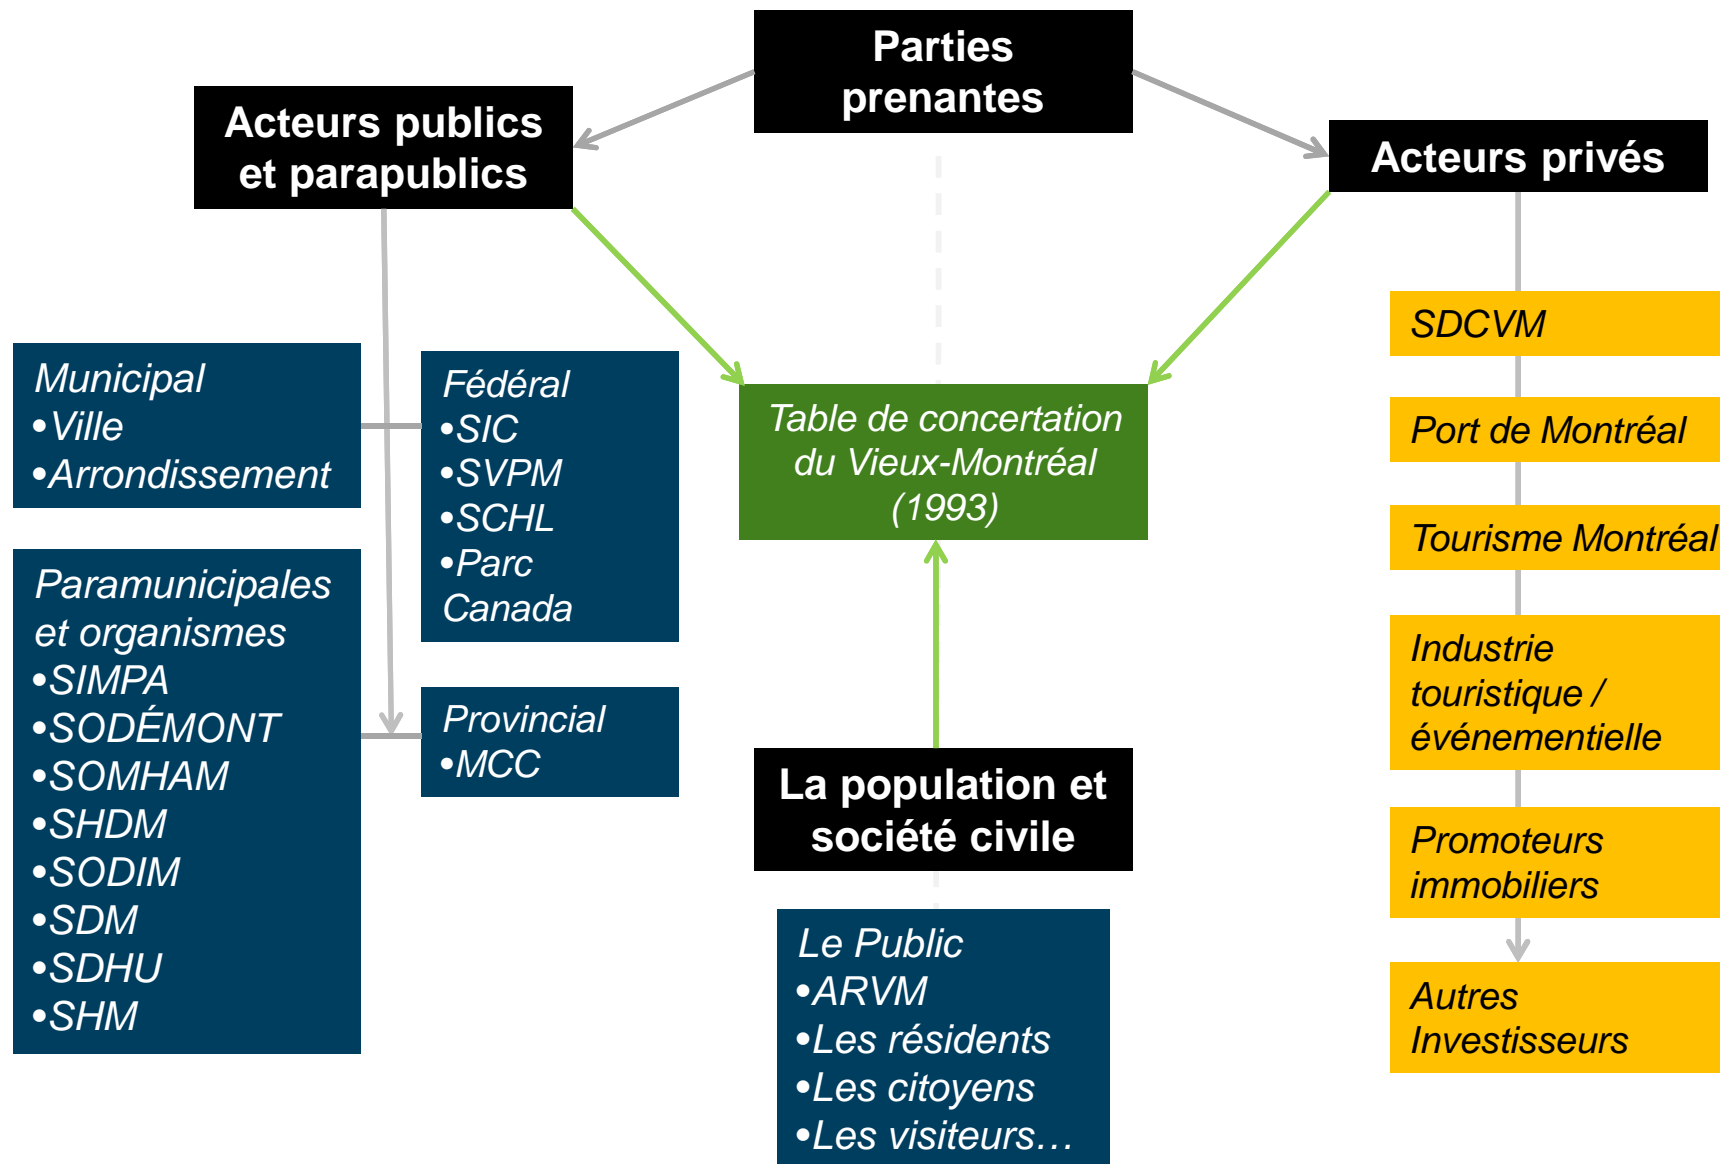 Parties
prenantes
Acteurs publics
et parapublics
Acteurs privés
Municipal
•Ville
•Arrondissement
Fédéral
•SIC
•SVPM
•SCHL
•Parc
Canada
Paramunicipales
et organismes
•SIMPA
•SODÉMONT
•SOMHAM
•SHDM
•SODIM
•SDM
•SDHU
•SHM
Provincial
•MCC
Table de concertation
du Vieux-Montréal
(1993)
La population et
société civile
Le Public
•ARVM
•Les résidents
•Les citoyens
•Les visiteurs…
SDCVM
Port de Montréal
Tourisme Montréal
Industrie
touristique /
événementielle
Promoteurs
immobiliers
Autres
Investisseurs